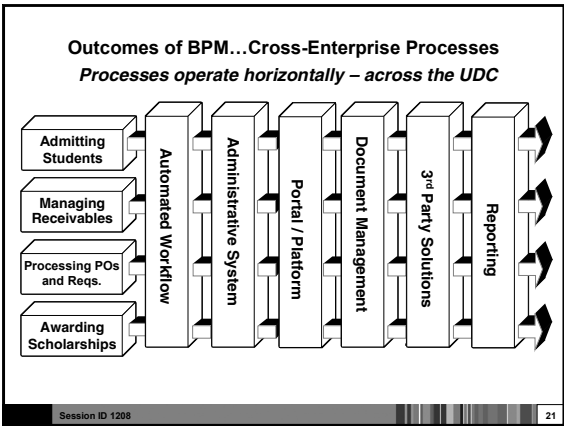 Outcomes of BPM…Cross-Enterprise Processes
Processes operate horizontally – across the UDC
Admitting
Students
Managing
Receivables
Processing POs
and Reqs.
Awarding
Scholarships
Automated Workflow
Administrative System
Portal / Platform
Document Management
3rd Party Solutions
Reporting
Session ID 1208
21